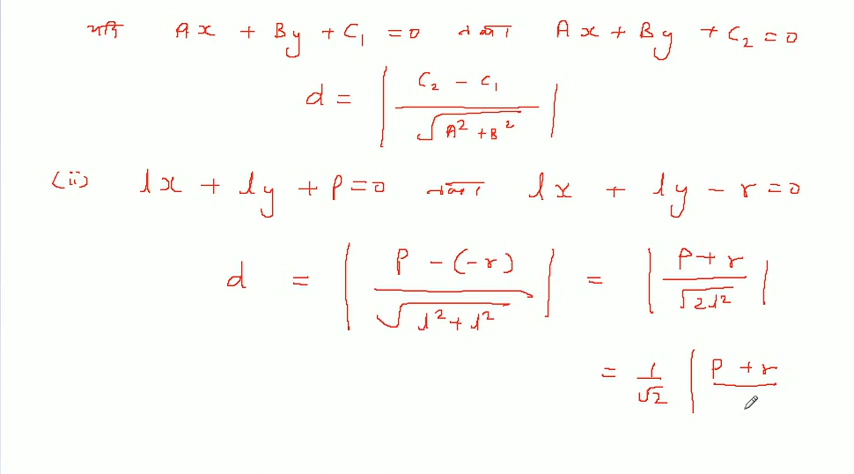 यदि Ax + By + C₁ = 0 तथा Ax + By + C₂ = 0
d = | (C₂ - C₁) / √(A² + B²) |
(ii) lx + ly + P = 0 तथा lx + ly - r = 0
d = | (P - (-r)) / √(l² + l²) | = | (P + r) / √(2l²) |
= 1/√2 | P + r